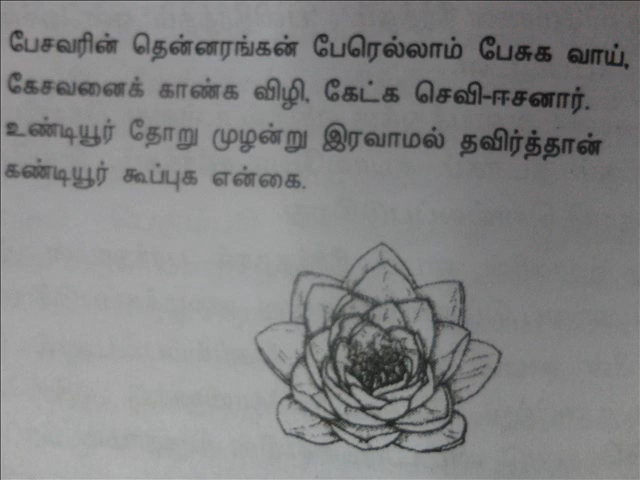 பேசவரின் தென்னரங்கன் பேரெல்லாம் பேசுக வாய்,
கேசவனைக் காண்க விழி, கேட்க செவி-ஈசனார்.
உண்டியூர் தோறு முழன்று இரவாமல் தவிர்த்தான்
கண்டியூர் கூப்புக என்கை.